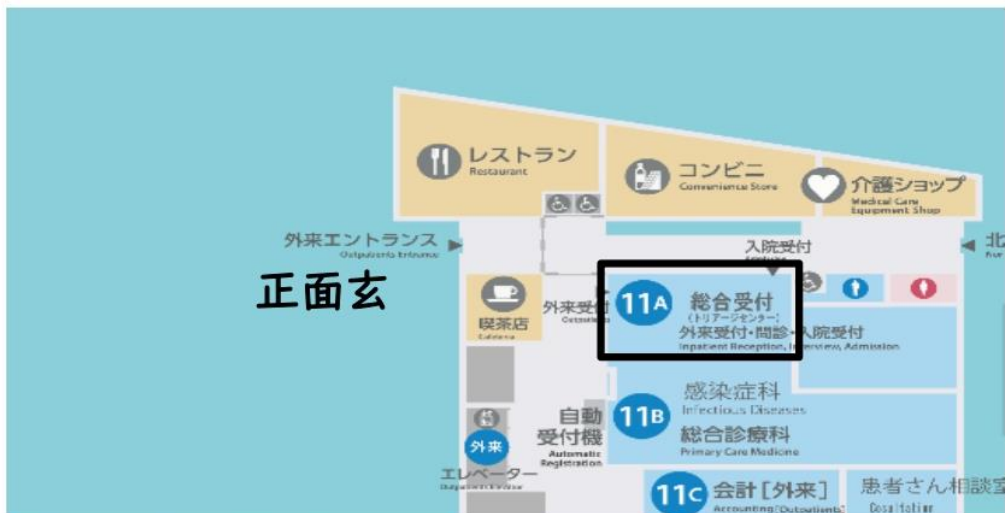 レストラン
Restaurant
コンビニ
Convenience Store
介護ショップ
Medical Care
Equipment Shop
外来エントランス
Outpatients Entrance
入院受付
正面玄
喫茶店
外来受付
11A
総合受付
(トリアージセンター)
外来受付・問診・入院受付
Inpatient Reception, Interview, Admission
11B
感染症科
Infectious Diseases
総合診療科
Primary Care Medicine
自動
受付機
Automatic
Registration
外来
エレベーター
11C
会計［外来］
Accounting[Outpatients]
患者さん相談室
北